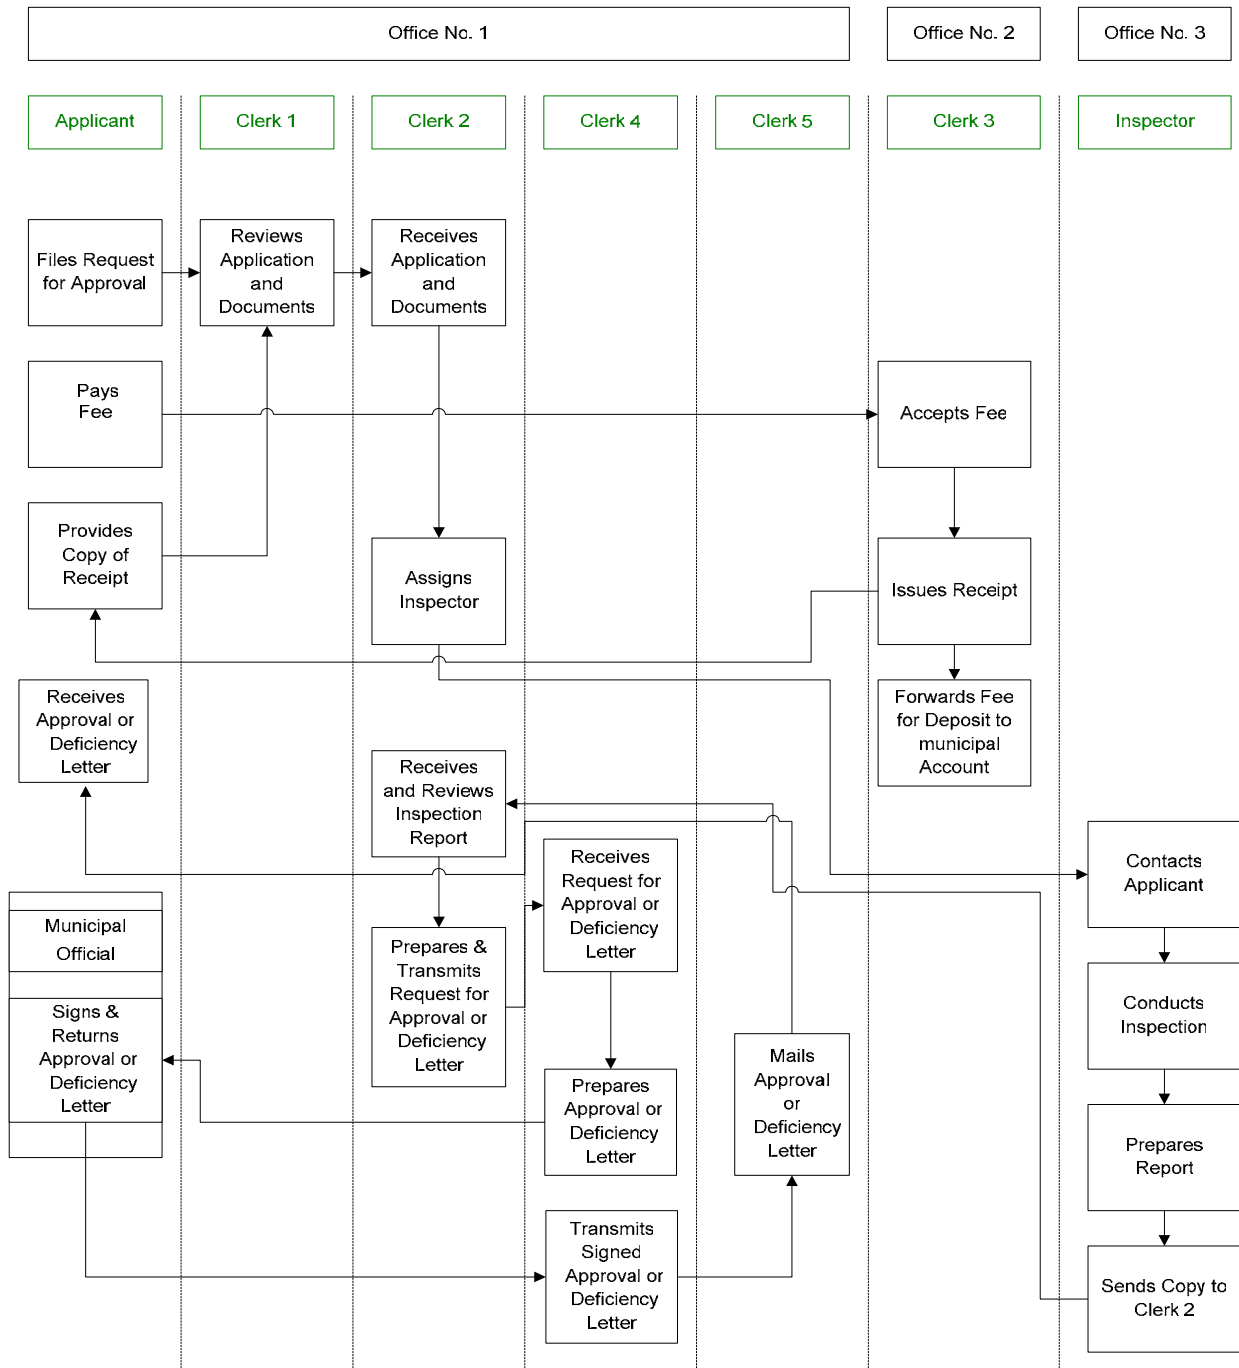 Office No. 1
Office No. 2
Office No. 3
Applicant
Clerk 1
Clerk 2
Clerk 4
Clerk 5
Clerk 3
Inspector
Files Request
for Approval
Reviews
Application
and
Documents
Receives
Application
and
Documents
Pays
Fee
Accepts Fee
Provides
Copy of
Receipt
Assigns
Inspector
Issues Receipt
Receives
Approval or
Deficiency
Letter
Forwards Fee
for Deposit to
municipal
Account
Receives
and Reviews
Inspection
Report
Receives
Request for
Approval or
Deficiency
Letter
Contacts
Applicant
Municipal
Official
Prepares &
Transmits
Request for
Approval or
Deficiency
Letter
Signs &
Returns
Approval or
Deficiency
Letter
Conducts
Inspection
Mails
Approval
or
Deficiency
Letter
Prepares
Approval or
Deficiency
Letter
Prepares
Report
Transmits
Signed
Approval or
Deficiency
Letter
Sends Copy to
Clerk 2